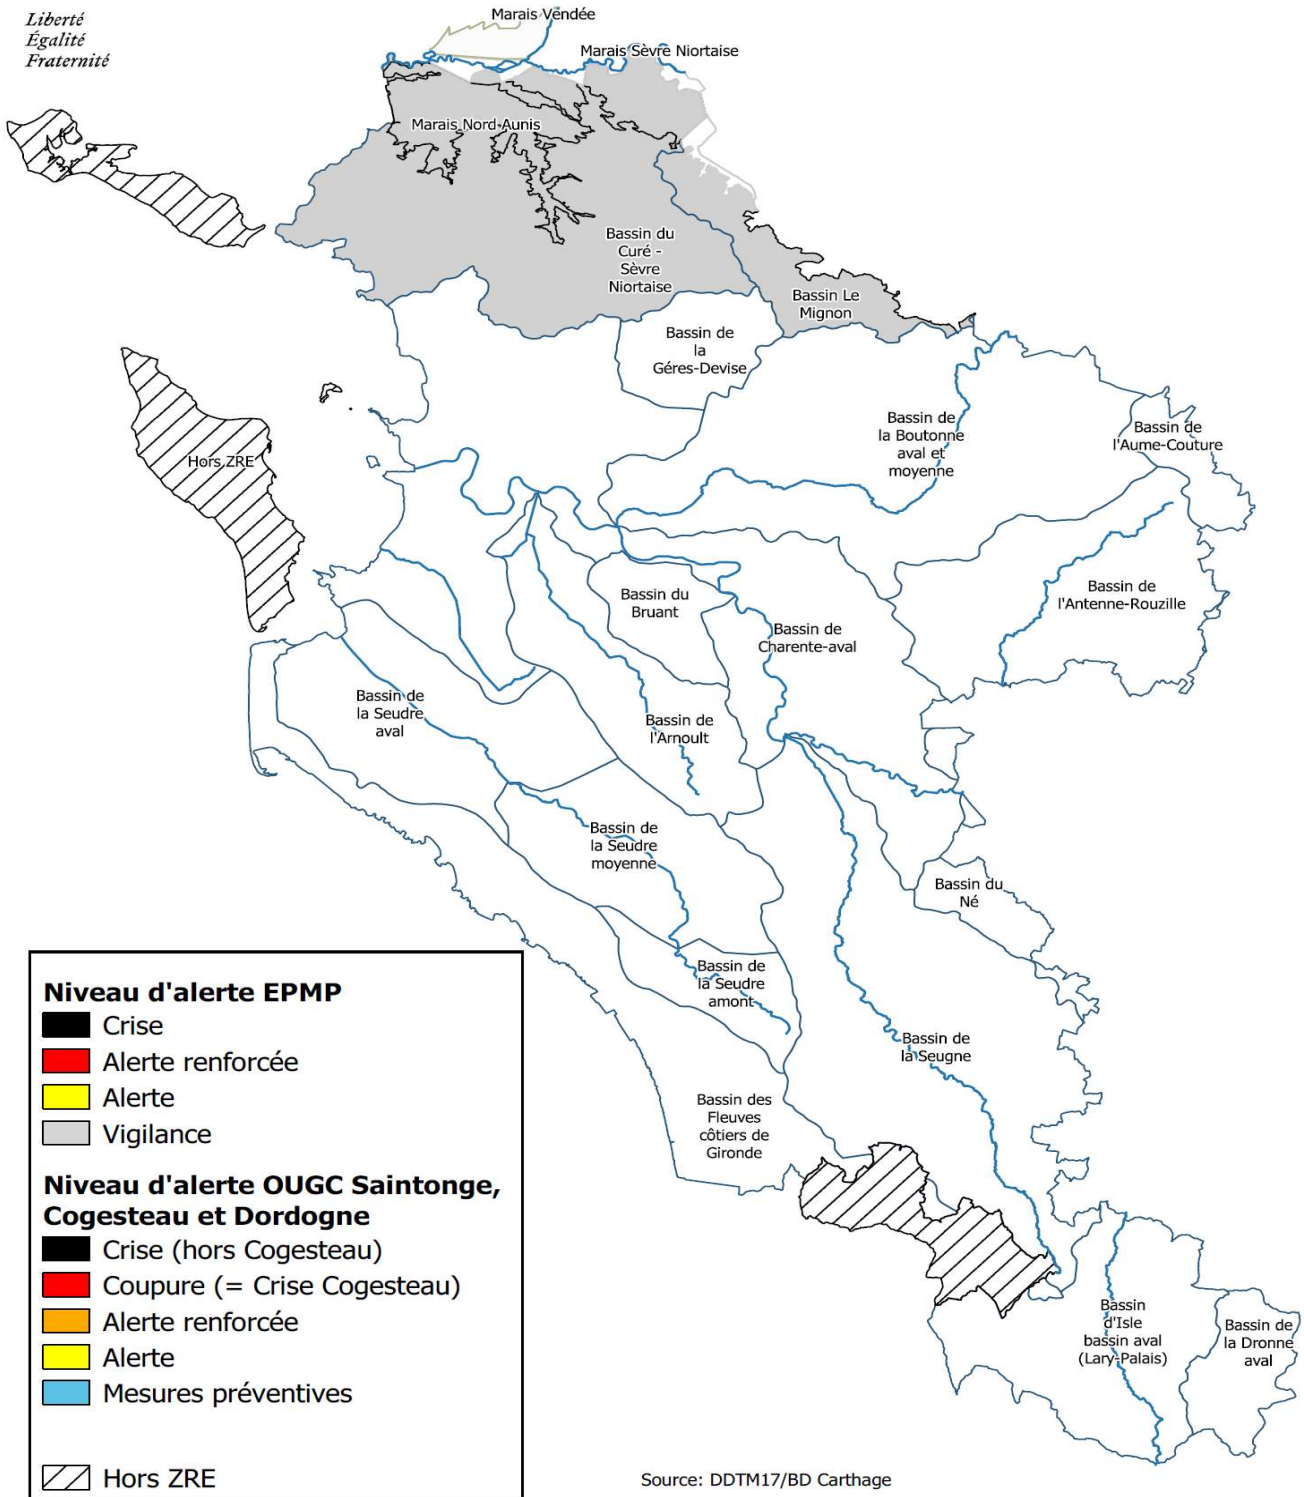 Liberté
Égalité
Fraternité
Marais Vendée
Marais Sèvre Niortaise
Marais Nord Aunis
Bassin du
Curé -
Sèvre
Niortaise
Bassin Le
Mignon
Bassin de
la
Géres-Devise
Bassin de
la Boutonne
aval et
moyenne
Bassin de
l'Aume-Couture
Hors ZRE
Bassin de
l'Antenne-Rouzille
Bassin du
Bruant
Bassin de
Charente-aval
Bassin de
la Seudre
aval
Bassin de
l'Arnoult
Bassin de
la Seudre
moyenne
Bassin du
Né
Bassin de
la Seudre
amont
Bassin de
la Seugne
Bassin des
Fleuves
côtiers de
Gironde
Bassin
d'Isle
bassin aval
(Lary-Palais)
Bassin de
la Dronne
aval
Niveau d'alerte EPMP
Crise
Alerte renforcée
Alerte
Vigilance
Niveau d'alerte OUGC Saintonge,
Cogesteau et Dordogne
Crise (hors Cogesteau)
Coupure (= Crise Cogesteau)
Alerte renforcée
Alerte
Mesures préventives
Hors ZRE
Source: DDTM17/BD Carthage